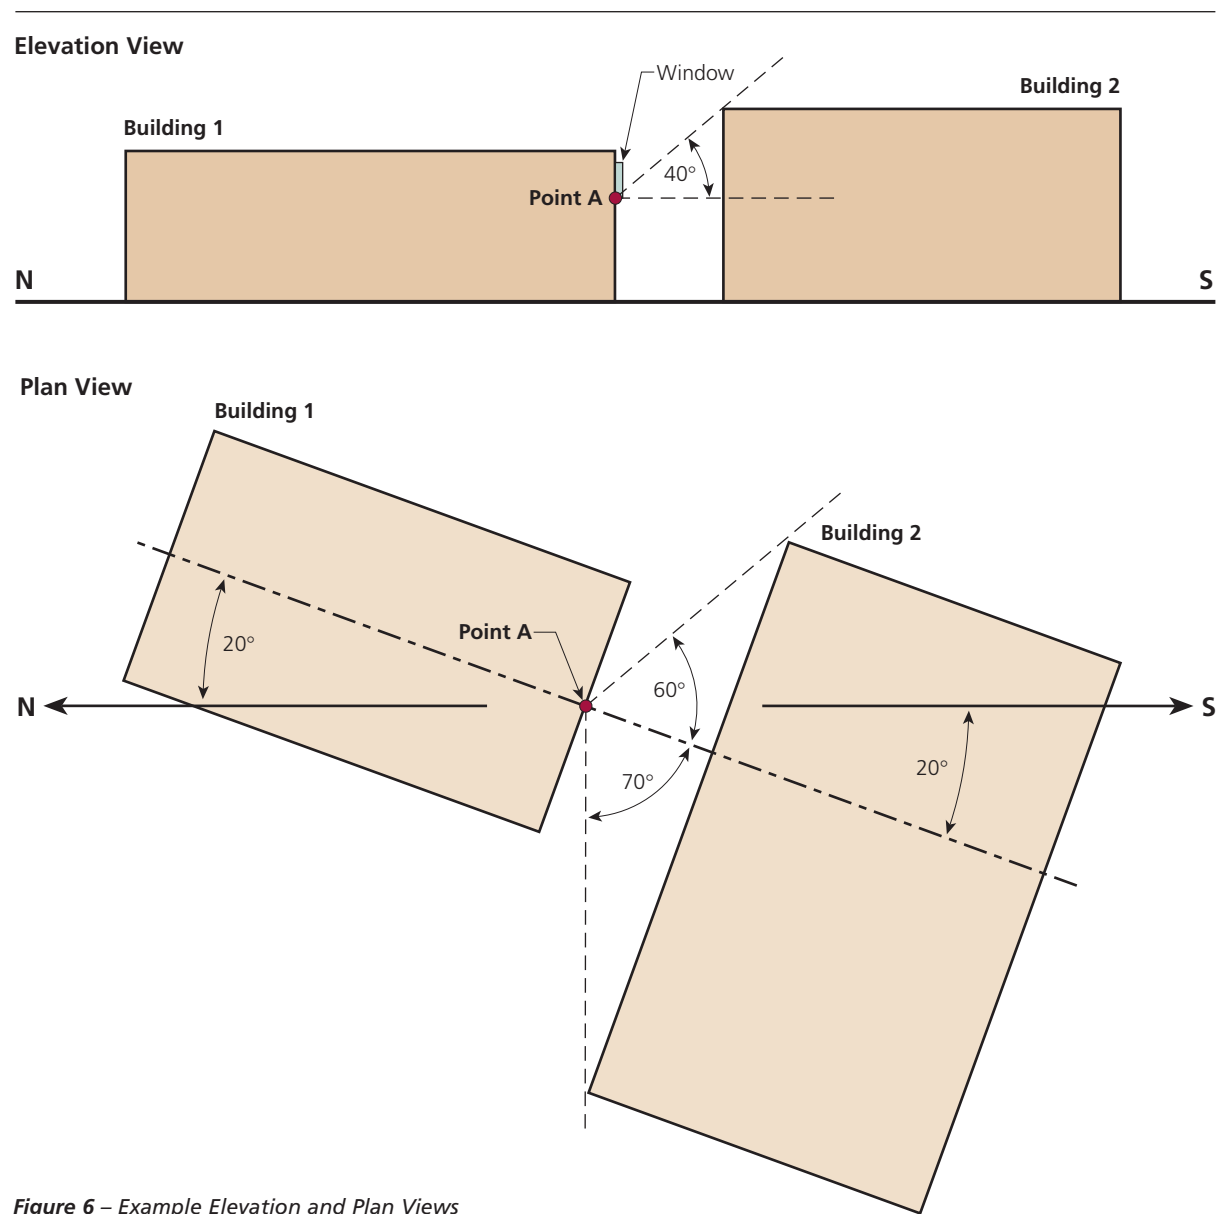 Elevation View
Window
Building 2
Building 1
40°
Point A
N
S
Plan View
Building 1
Building 2
Point A
20°
60°
N
S
70°
20°
Figure 6 – Example Elevation and Plan Views